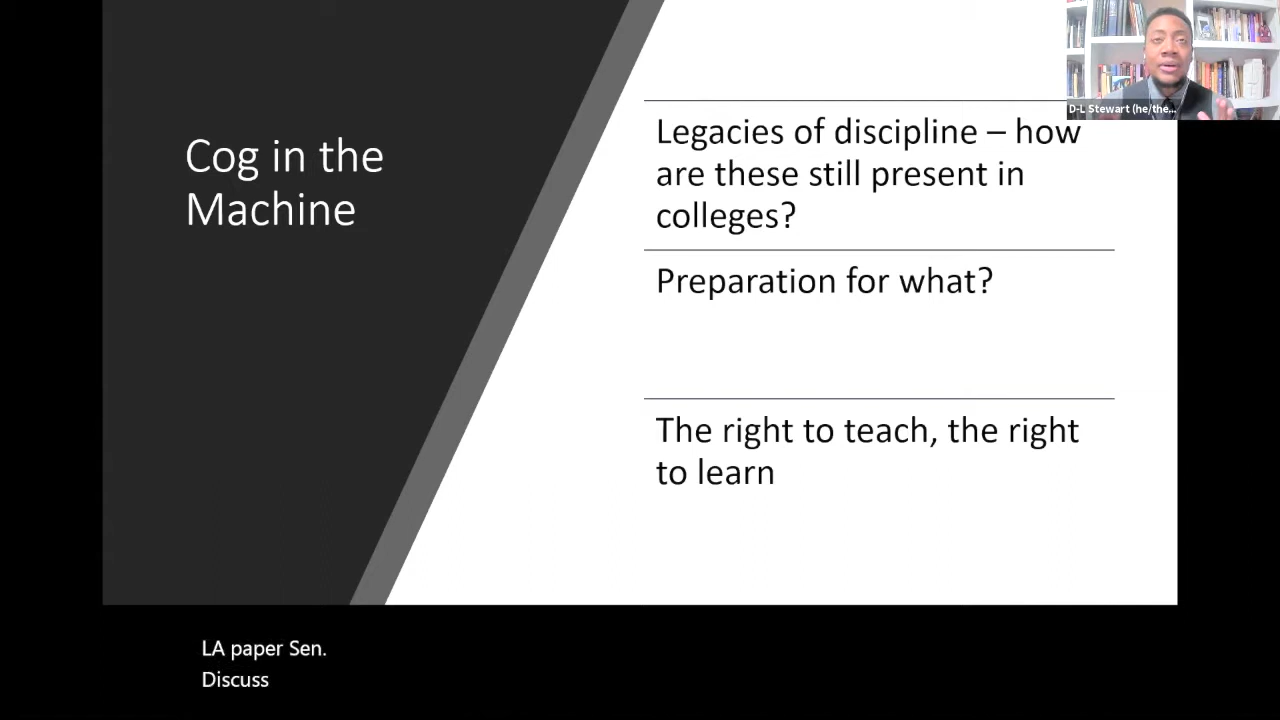 Cog in the
Machine
D-L Stewart (he/the...
Legacies of discipline – how
are these still present in
colleges?
Preparation for what?
The right to teach, the right
to learn
LA paper Sen.
Discuss